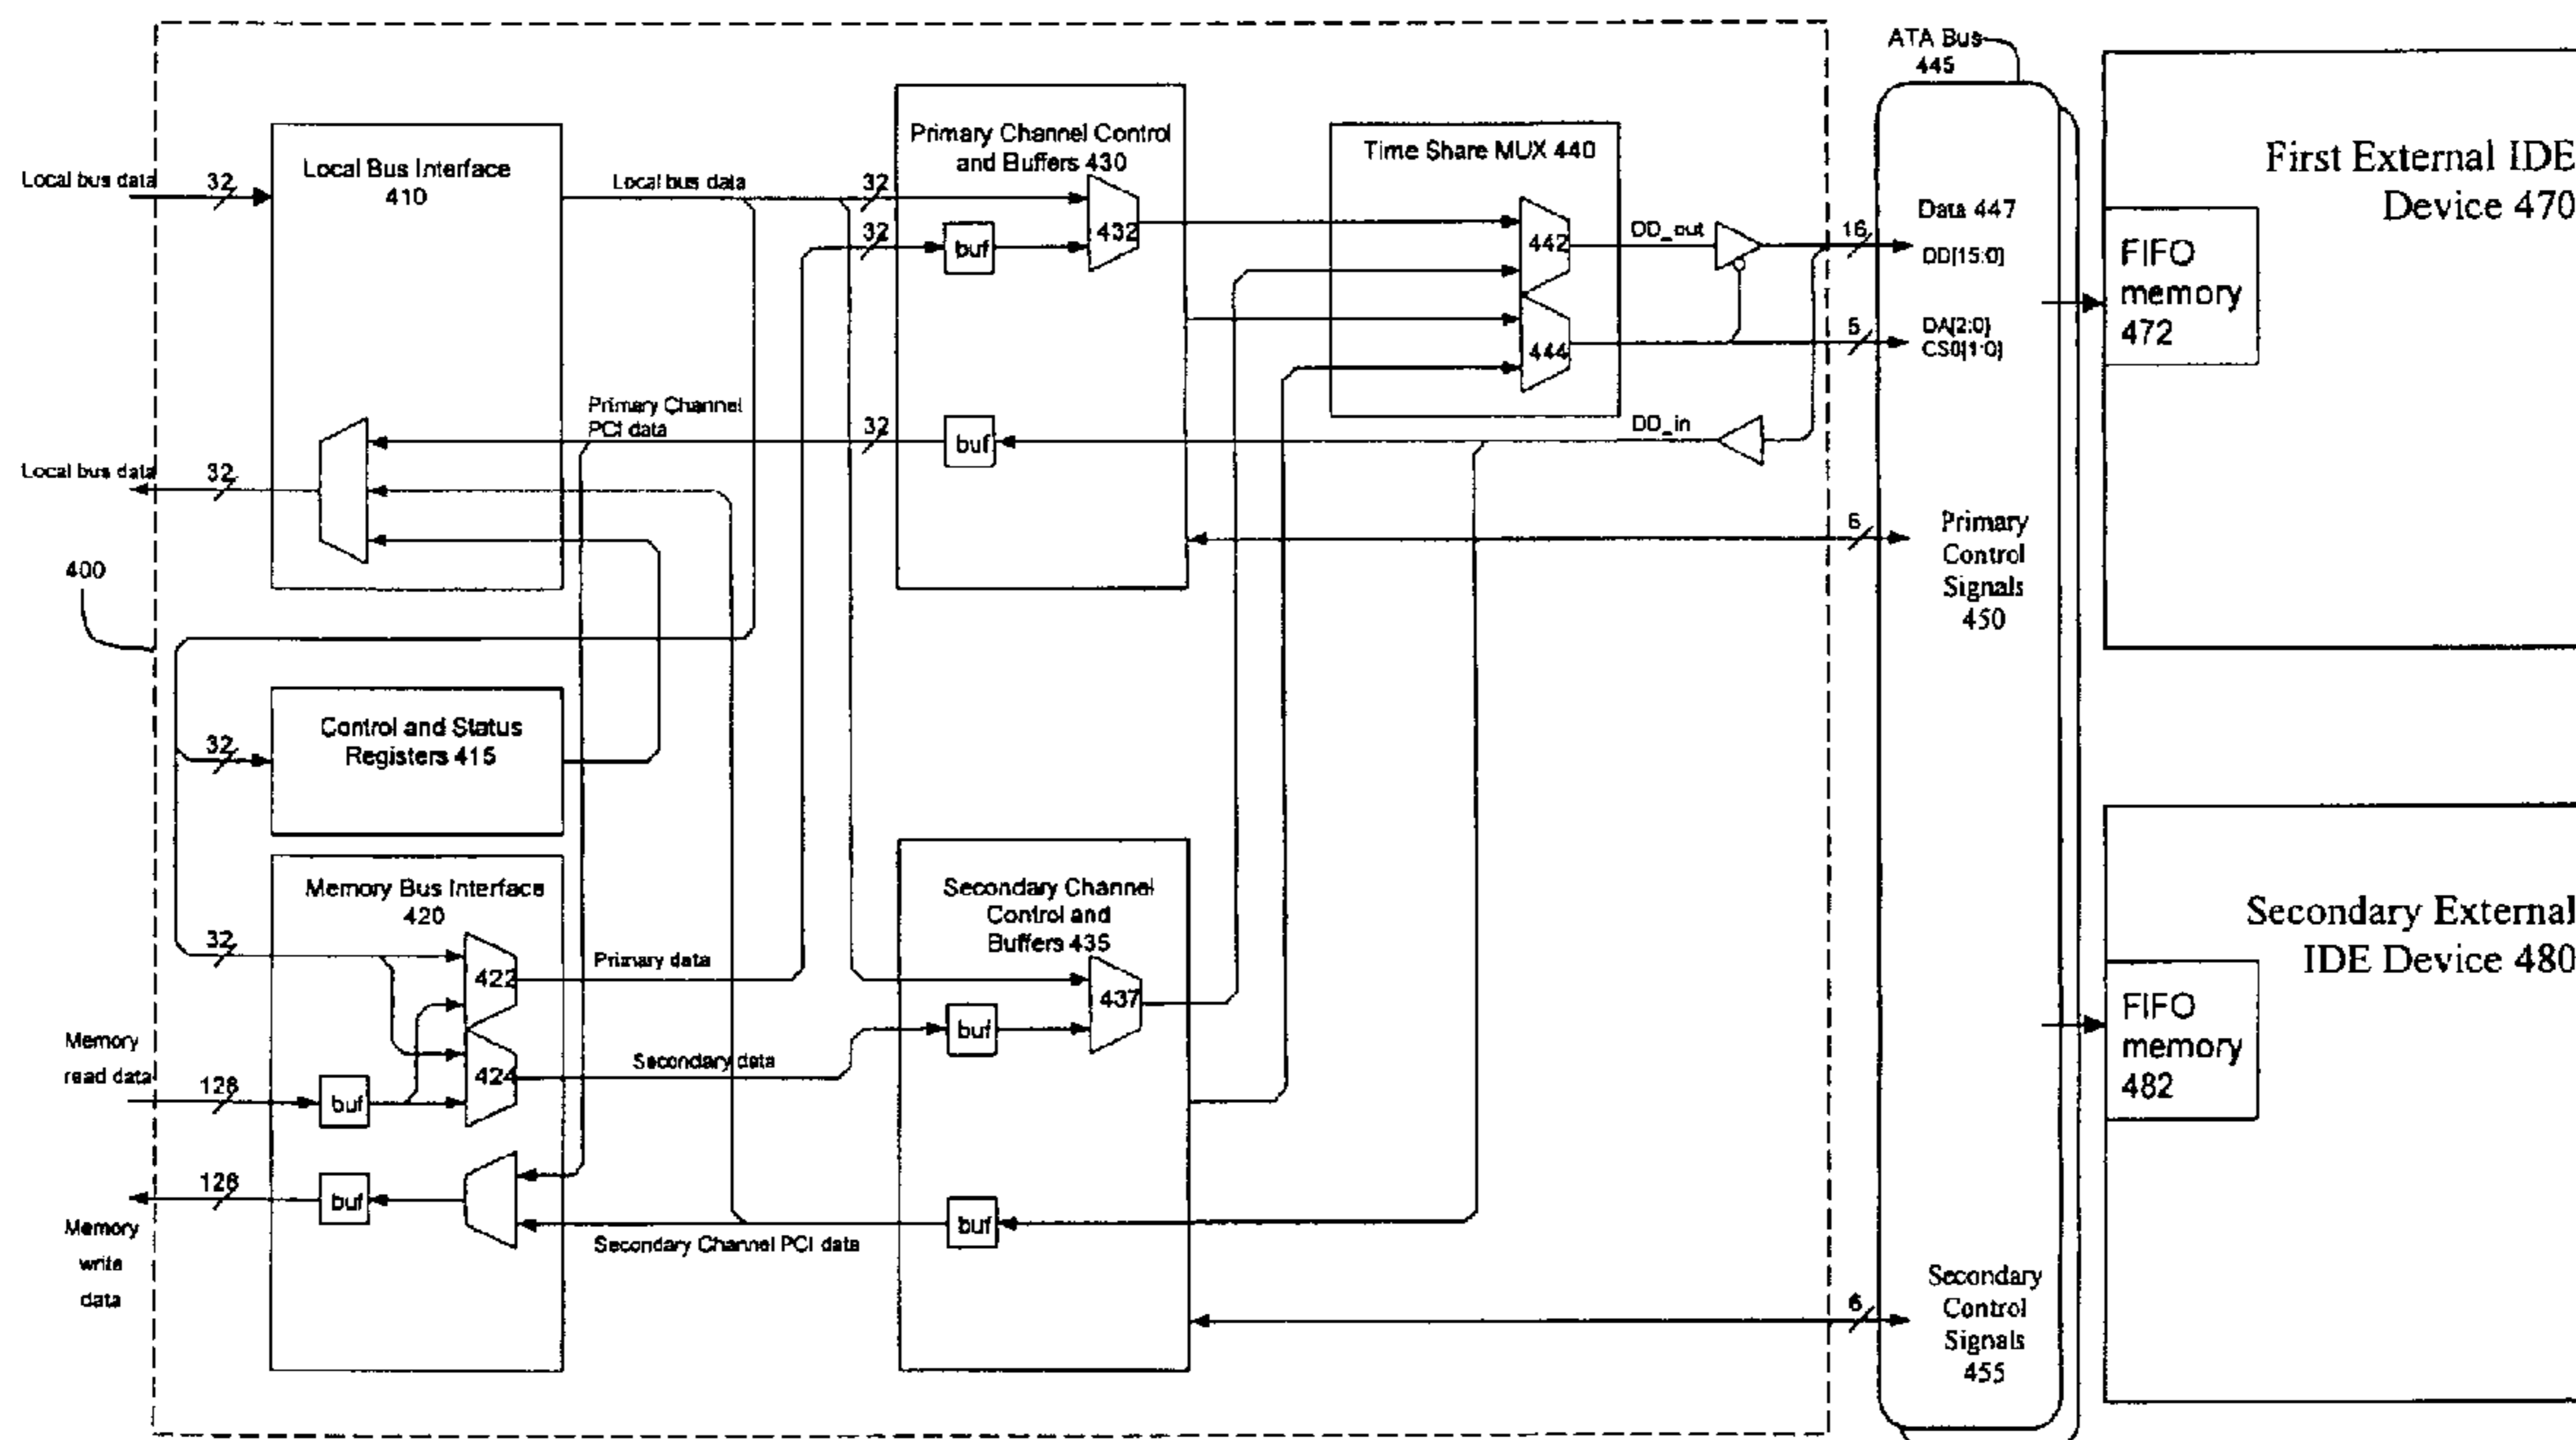 ATA Bus
445
Local bus data
32
Local Bus Interface
410
Local bus data
32
32
Primary Channel Control
and Buffers 430
buf
432
Time Share MUX 440
442
444
DD_out
16
Data 447
DD[15:0]
5
DA[2:0]
CS0[1:0]
First External IDE
Device 470
FIFO
memory
472
Primary Channel
PCI data
32
buf
DD_in
Local bus data
32
6
Primary
Control
Signals
450
400
Control and Status
Registers 415
32
Memory Bus Interface
420
32
422
424
Primary data
Secondary data
Memory
read data
128
buf
128
buf
Memory
write
data
Secondary Channel
Control and
Buffers 435
437
buf
buf
Secondary Channel PCI data
Secondary External
IDE Device 480
FIFO
memory
482
6
Secondary
Control
Signals
455